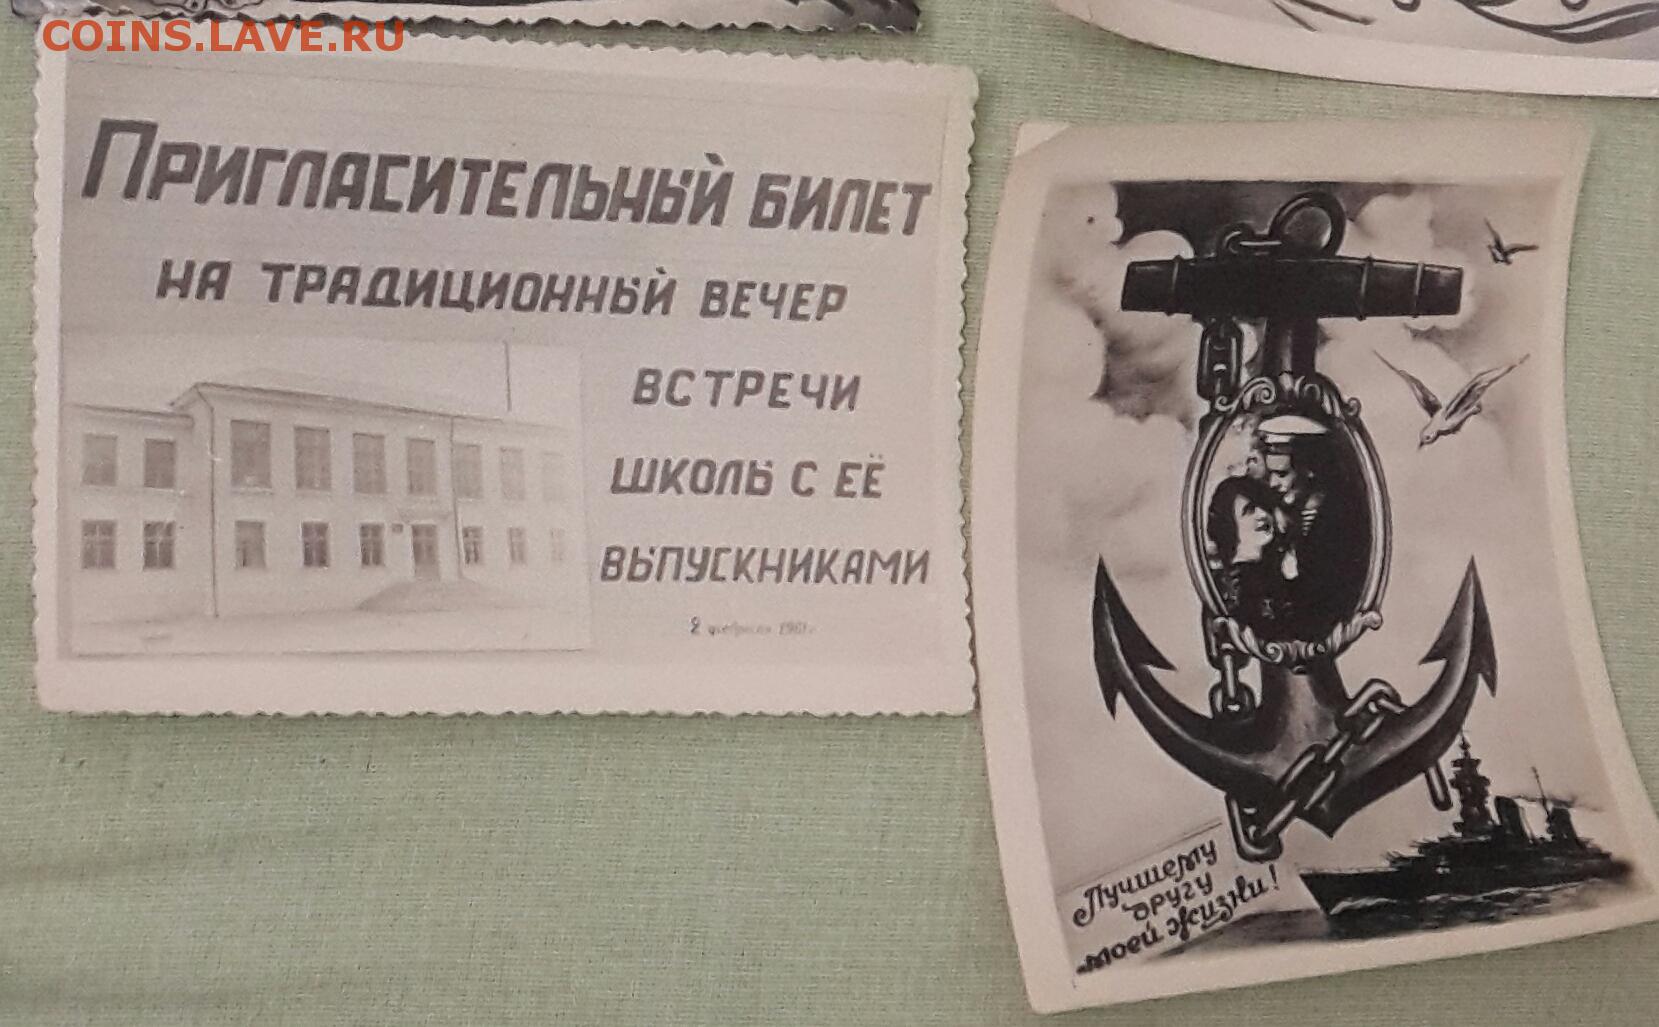 COINS.LAVE.RU
ПРИГЛАСИТЕЛЬНЫЙ БИЛЕТ
НА ТРАДИЦИОННЫЙ ВЕЧЕР
ВСТРЕЧИ
ШКОЛЫ С ЕЁ
ВЫПУСКНИКАМИ
Лучшему
другу
моей жизни!